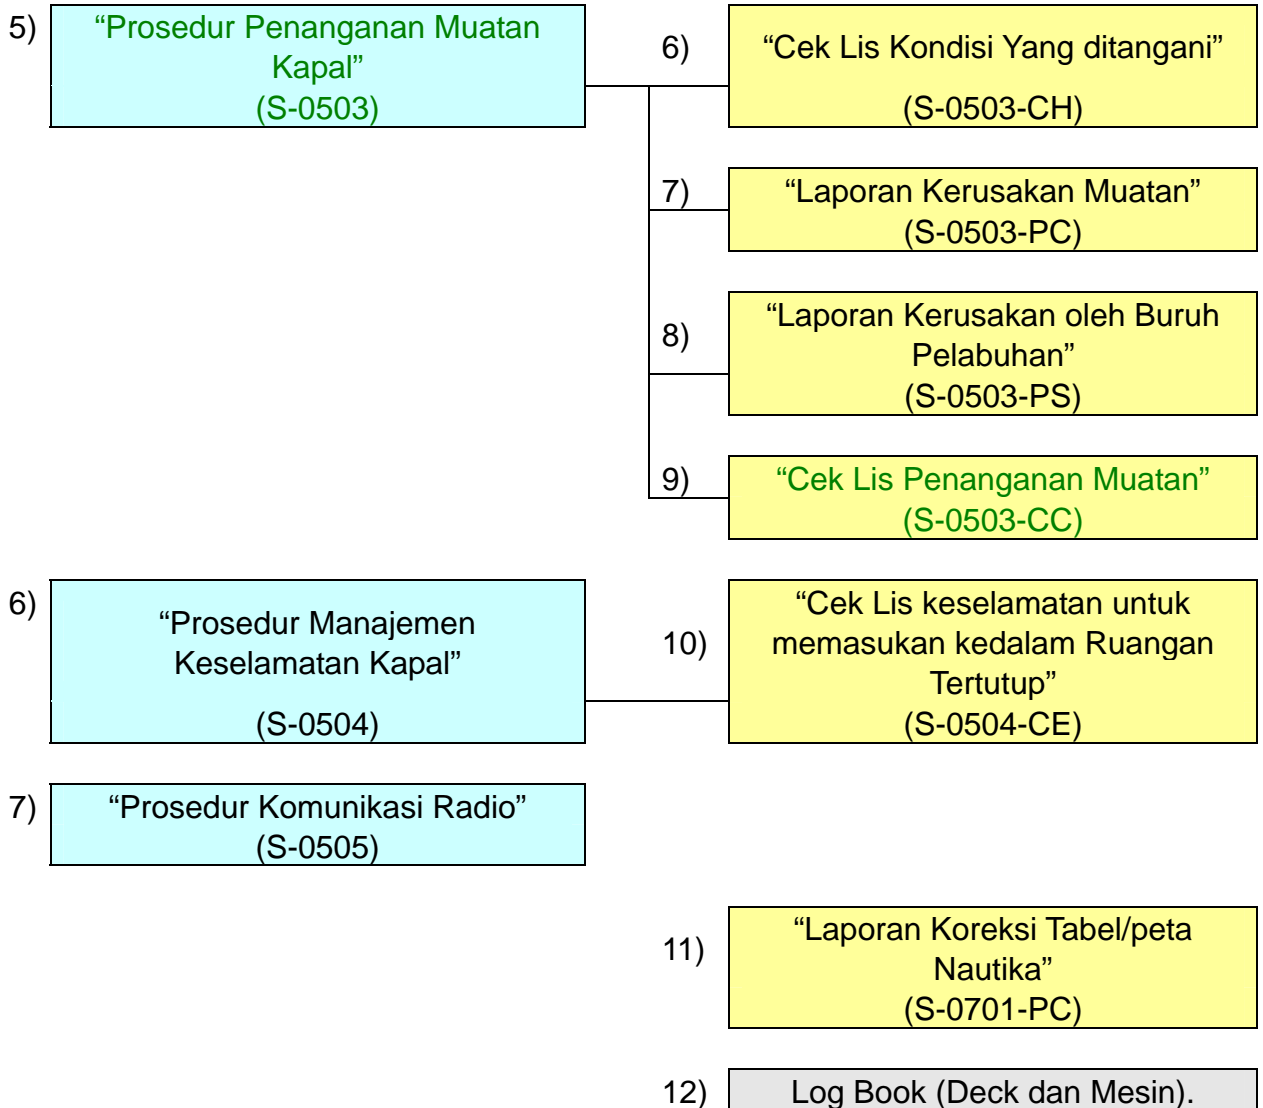 5)
“Prosedur Penanganan Muatan
Kapal”
(S-0503)
6)
“Cek Lis Kondisi Yang ditangani”
(S-0503-CH)
7)
“Laporan Kerusakan Muatan”
(S-0503-PC)
8)
“Laporan Kerusakan oleh Buruh
Pelabuhan”
(S-0503-PS)
9)
“Cek Lis Penanganan Muatan”
(S-0503-CC)
6)
“Prosedur Manajemen
Keselamatan Kapal”
(S-0504)
10)
“Cek Lis keselamatan untuk
memasukan kedalam Ruangan
Tertutup”
(S-0504-CE)
7)
“Prosedur Komunikasi Radio”
(S-0505)
11)
“Laporan Koreksi Tabel/peta
Nautika”
(S-0701-PC)
12)
Log Book (Deck dan Mesin).